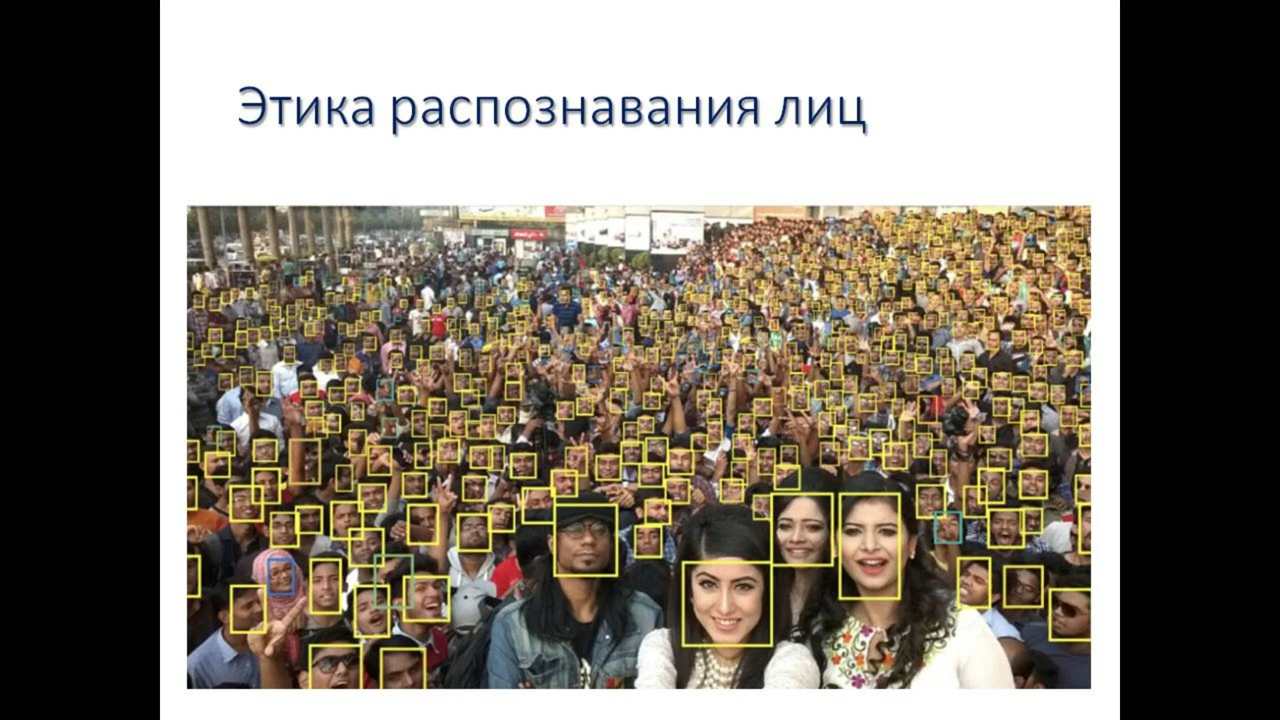 Этика распознавания лиц